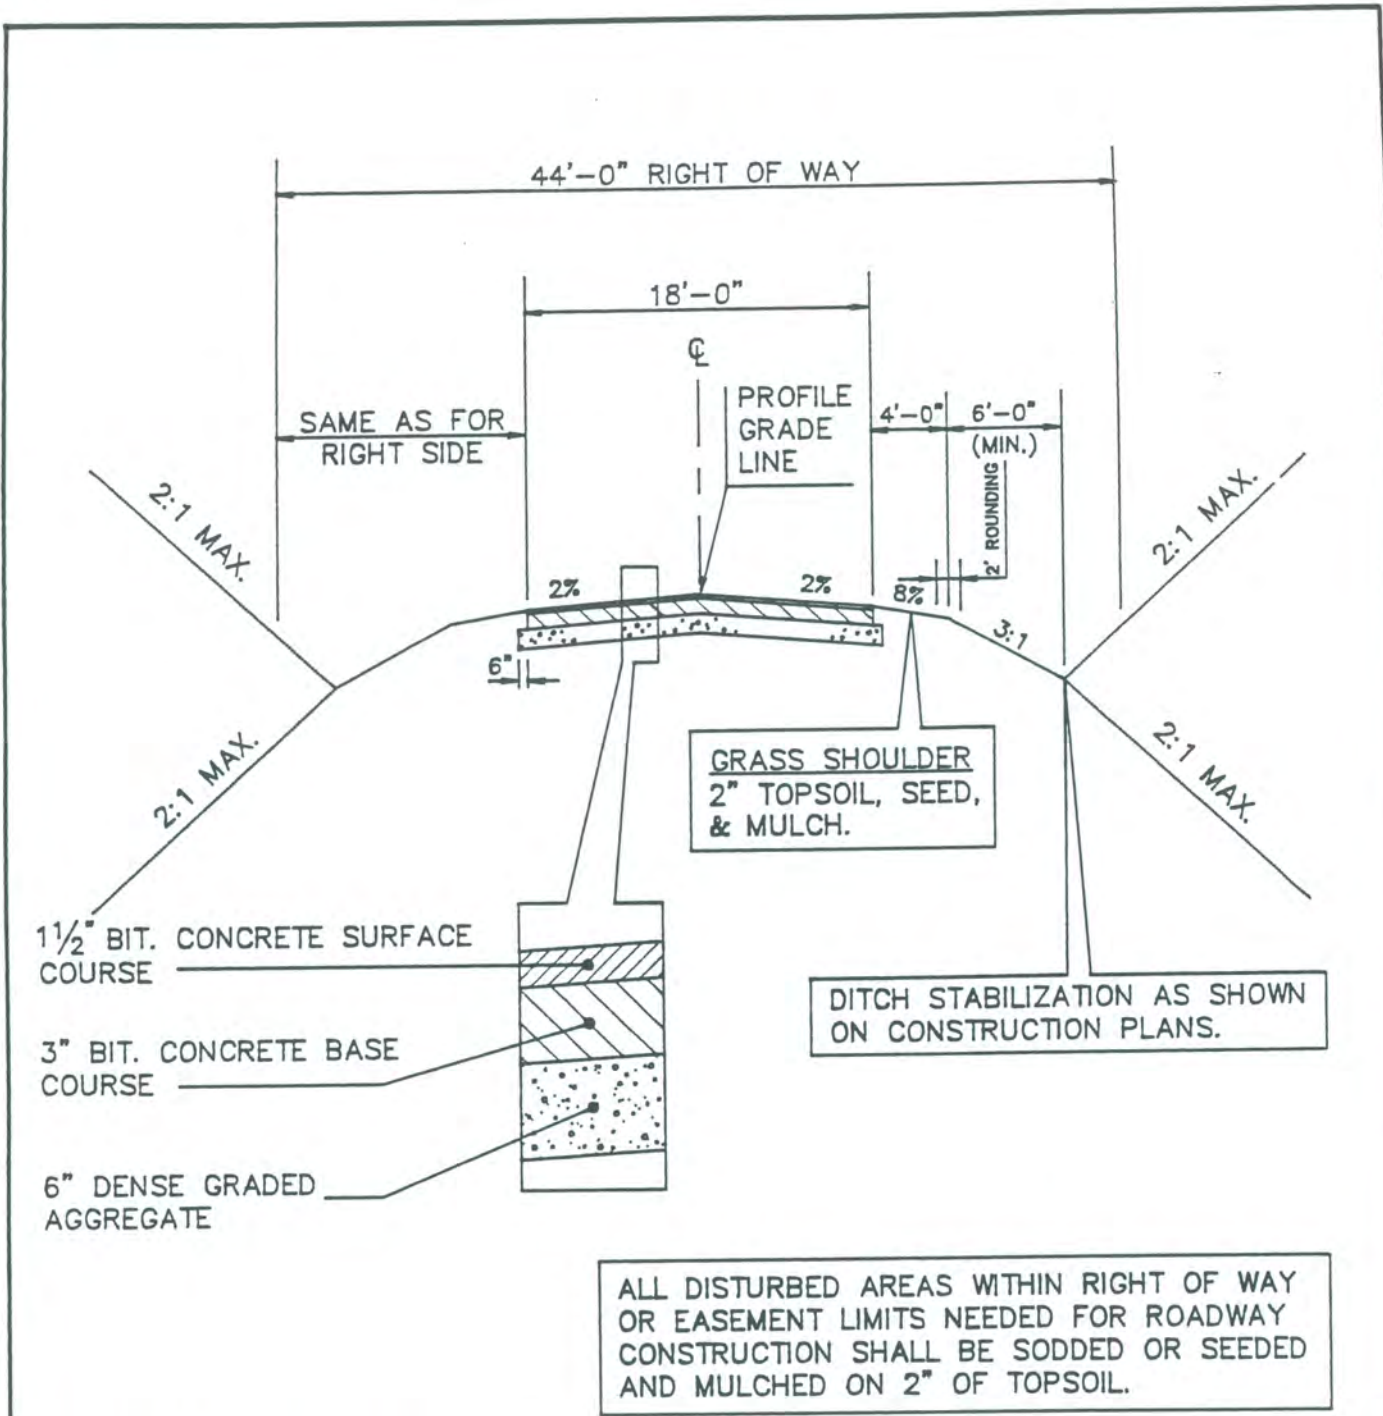 44'-0" RIGHT OF WAY
18'-0"
℄
PROFILE
GRADE
LINE
SAME AS FOR
RIGHT SIDE
4'-0"
6'-0"
(MIN.)
2' ROUNDING
2:1 MAX.
2:1 MAX.
2%
2%
8%
3:1
6"
2:1 MAX.
2:1 MAX.
GRASS SHOULDER
2" TOPSOIL, SEED,
& MULCH.
1½" BIT. CONCRETE SURFACE
COURSE
3" BIT. CONCRETE BASE
COURSE
6" DENSE GRADED
AGGREGATE
DITCH STABILIZATION AS SHOWN
ON CONSTRUCTION PLANS.
ALL DISTURBED AREAS WITHIN RIGHT OF WAY
OR EASEMENT LIMITS NEEDED FOR ROADWAY
CONSTRUCTION SHALL BE SODDED OR SEEDED
AND MULCHED ON 2" OF TOPSOIL.